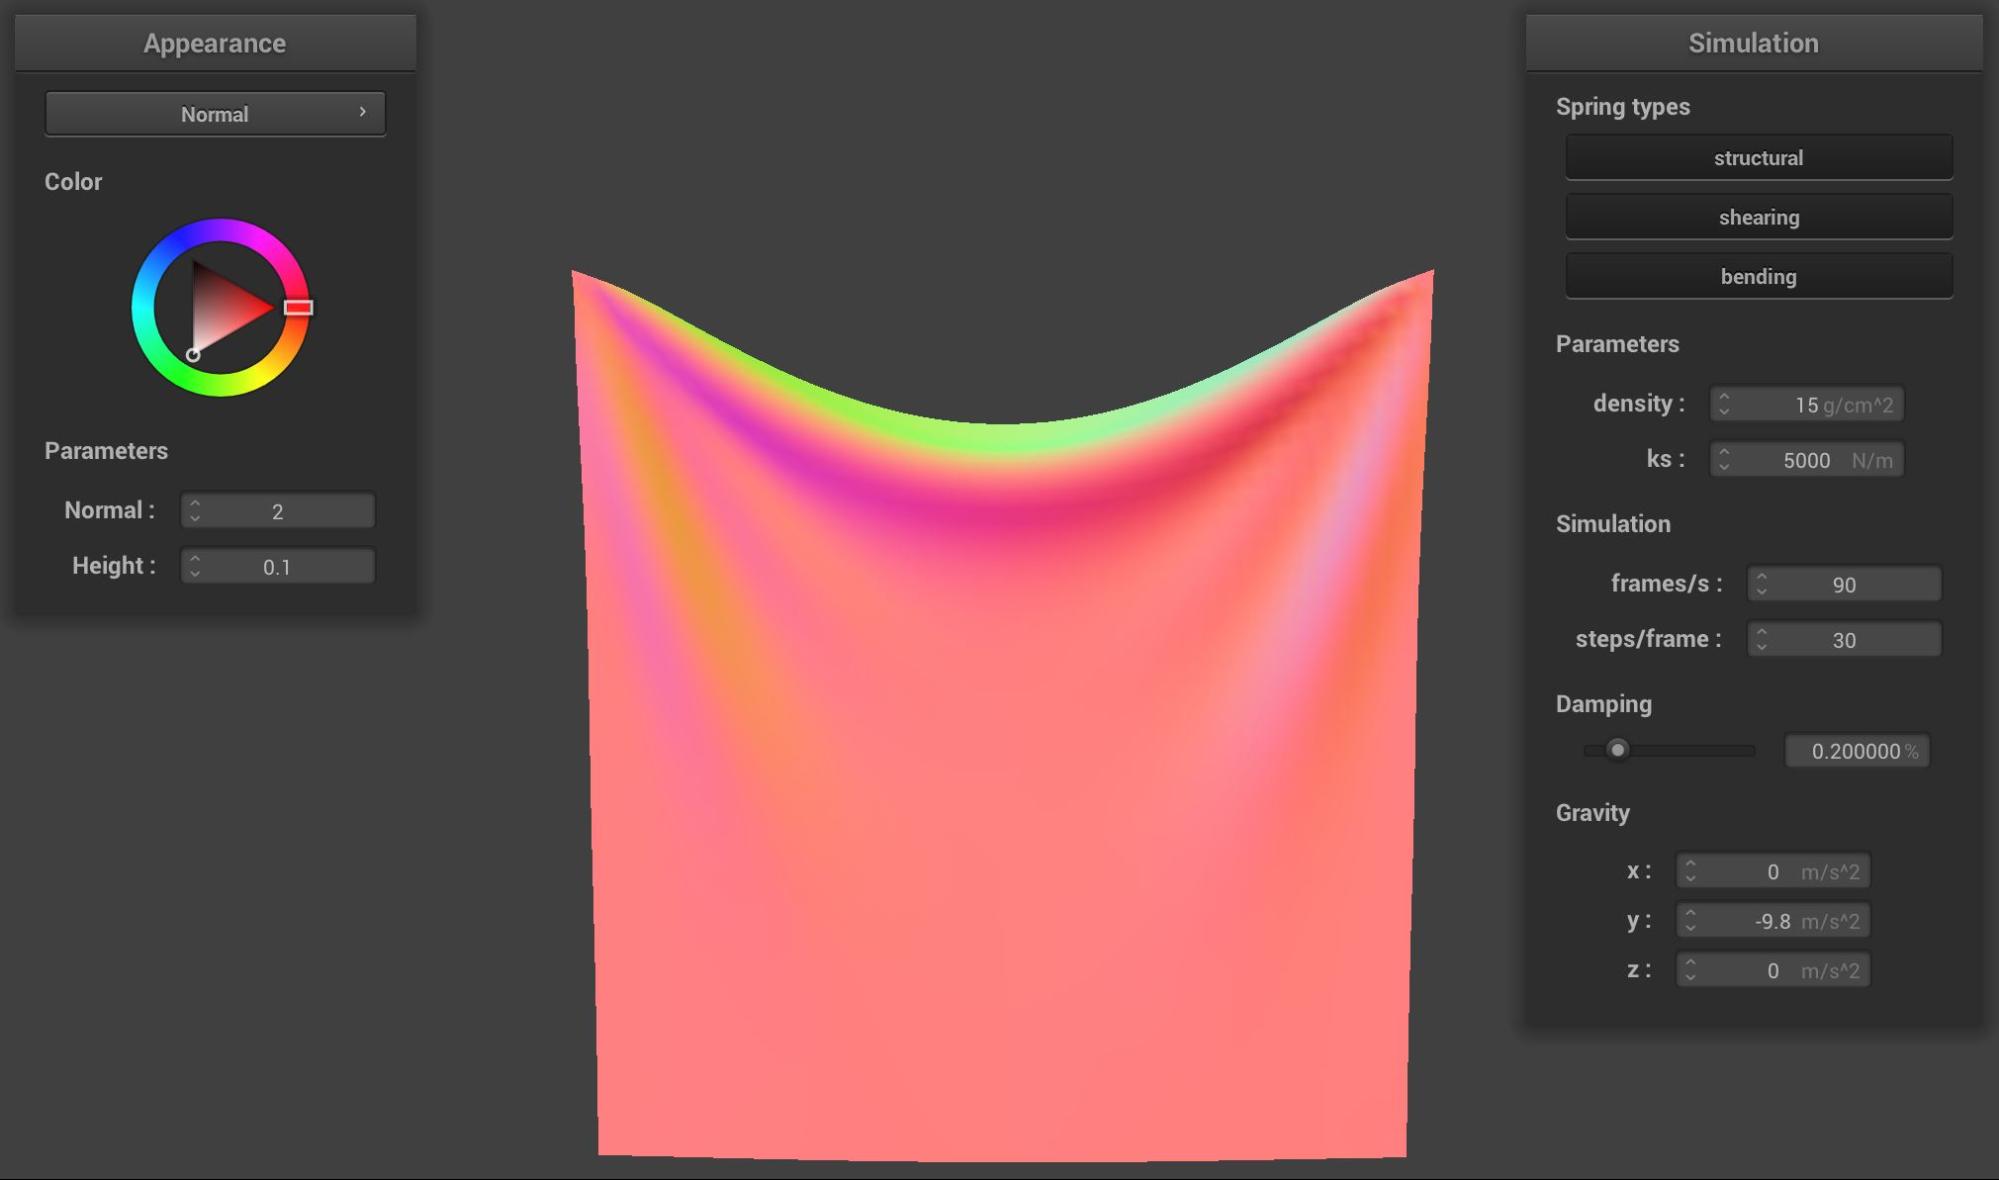 Appearance
Normal
Color
Parameters
Normal : 2
Height : 0.1
Simulation
Spring types
structural
shearing
bending
Parameters
density : 15 g/cm^2
ks : 5000 N/m
Simulation
frames/s : 90
steps/frame : 30
Damping
0.200000 %
Gravity
x : 0 m/s^2
y : -9.8 m/s^2
z : 0 m/s^2